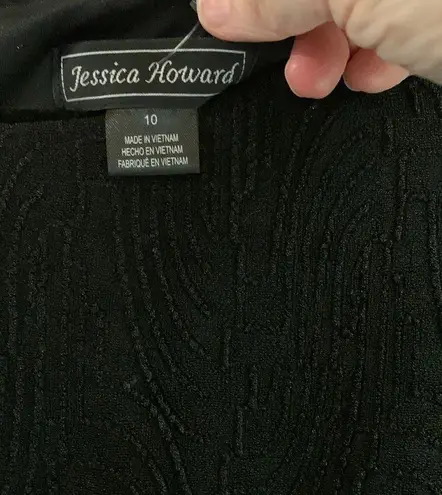 Jessica Howard
10
MADE IN VIETNAM
HECHO EN VIETNAM
FABRIQUÉ EN VIETNAM